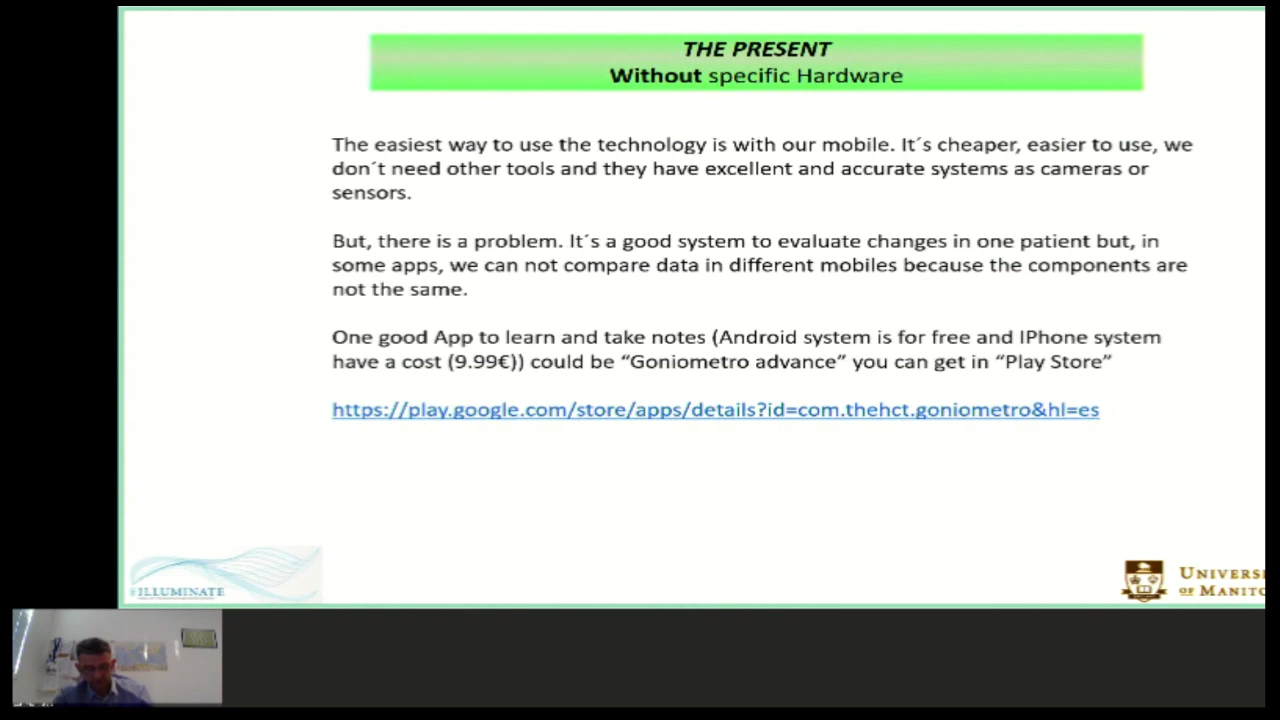 THE PRESENT
Without specific Hardware
The easiest way to use the technology is with our mobile. It´s cheaper, easier to use, we
don´t need other tools and they have excellent and accurate systems as cameras or
sensors.
But, there is a problem. It´s a good system to evaluate changes in one patient but, in
some apps, we can not compare data in different mobiles because the components are
not the same.
One good App to learn and take notes (Android system is for free and IPhone system
have a cost (9.99€)) could be “Goniometro advance” you can get in “Play Store”
https://play.google.com/store/apps/details?id=com.thehct.goniometro&hl=es
ILLUMINATE
UNIVERSI
OF MANITO